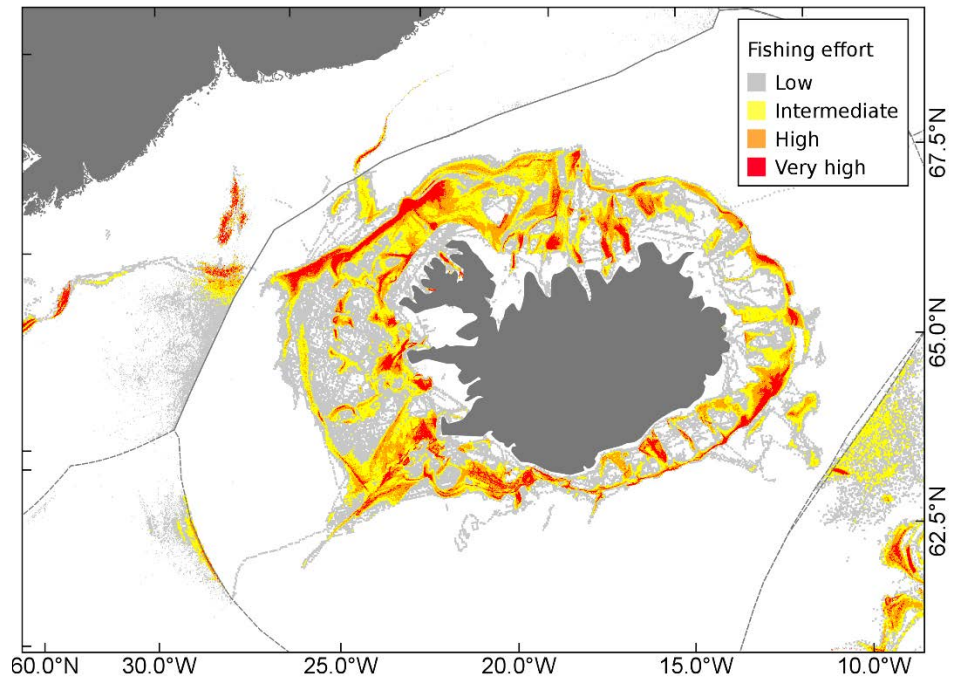 Fishing effort
Low
Intermediate
High
Very high
67.5°N
65.0°N
62.5°N
60.0°N 30.0°W 25.0°W 20.0°W 15.0°W 10.0°W